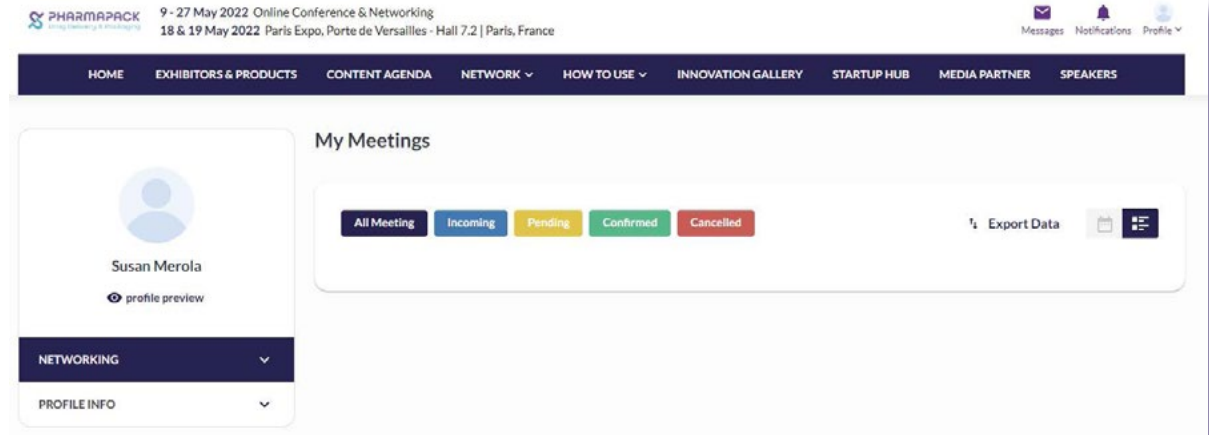 PHARMAPACK
9 - 27 May 2022 Online Conference & Networking
18 & 19 May 2022 Paris Expo, Porte de Versailles - Hall 7.2 | Paris, France
Messages Notifications Profile
HOME EXHIBITORS & PRODUCTS CONTENT AGENDA NETWORK HOW TO USE INNOVATION GALLERY STARTUP HUB MEDIA PARTNER SPEAKERS
My Meetings
All Meeting Incoming Pending Confirmed Cancelled Export Data
Susan Merola
profile preview
NETWORKING
PROFILE INFO